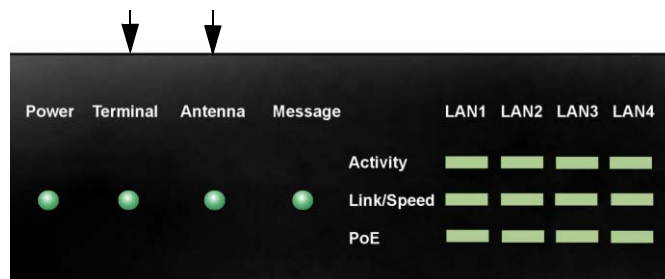 Power Terminal Antenna Message LAN1 LAN2 LAN3 LAN4
Activity
Link/Speed
PoE